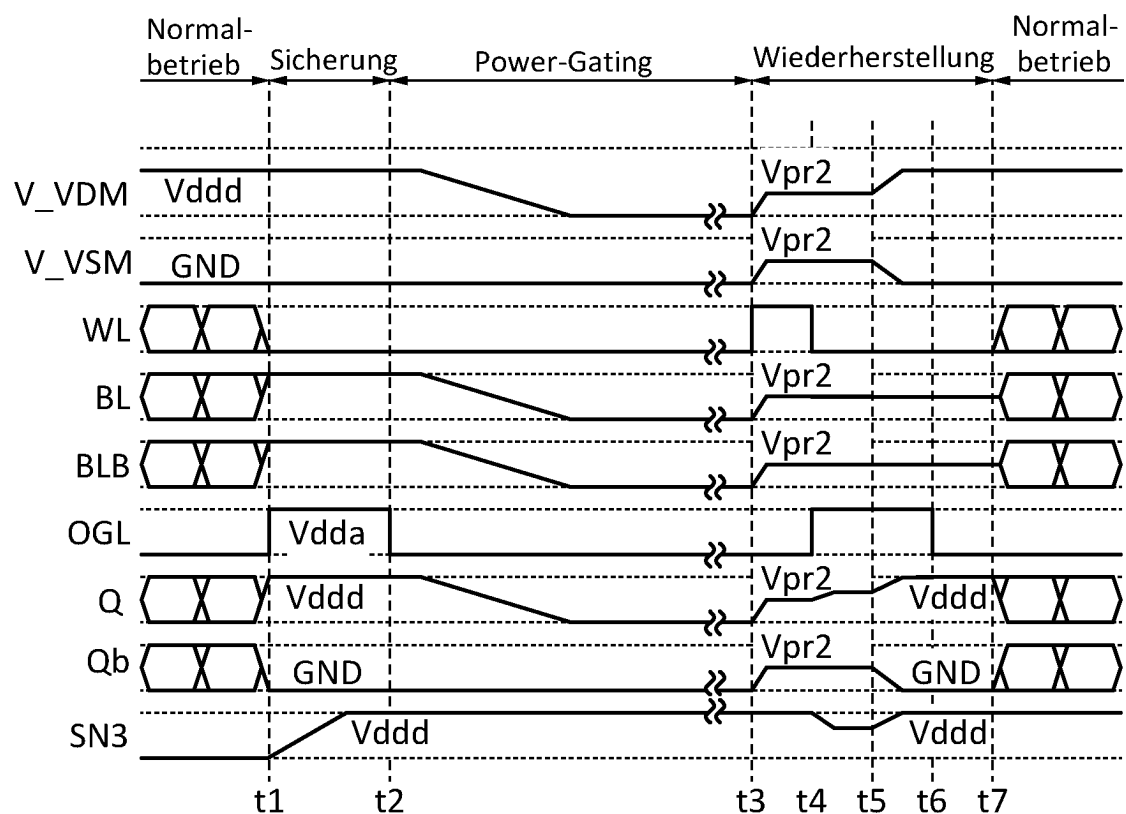 Normal-
betrieb
Sicherung
Power-Gating
Wiederherstellung
Normal-
betrieb
V_VDM
Vddd
Vpr2
V_VSM
GND
Vpr2
WL
BL
Vpr2
BLB
Vpr2
OGL
Vdda
Q
Vddd
Vpr2
Vddd
Qb
GND
Vpr2
GND
SN3
Vddd
Vddd
t1
t2
t3
t4
t5
t6
t7